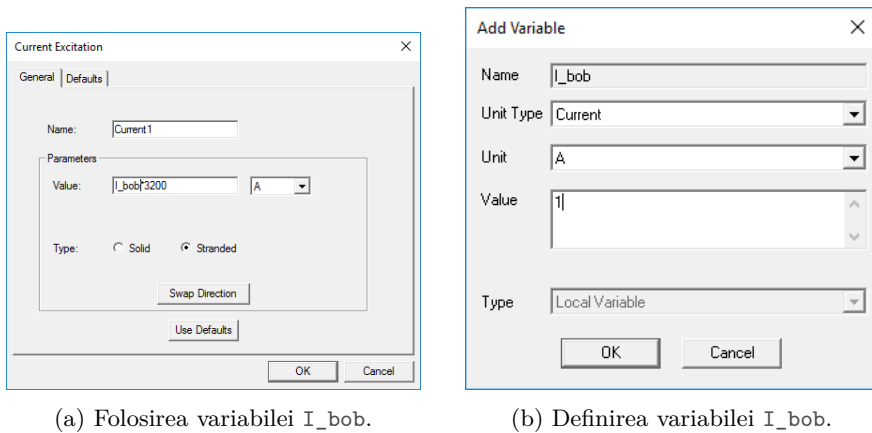 Current Excitation
General Defaults
Name: Current1
Parameters
Value: I_bob*3200 A
Type: Solid Stranded
Swap Direction
Use Defaults
OK Cancel
(a) Folosirea variabilei I_bob.
Add Variable
Name I_bob
Unit Type Current
Unit A
Value 1
Type Local Variable
OK Cancel
(b) Definirea variabilei I_bob.